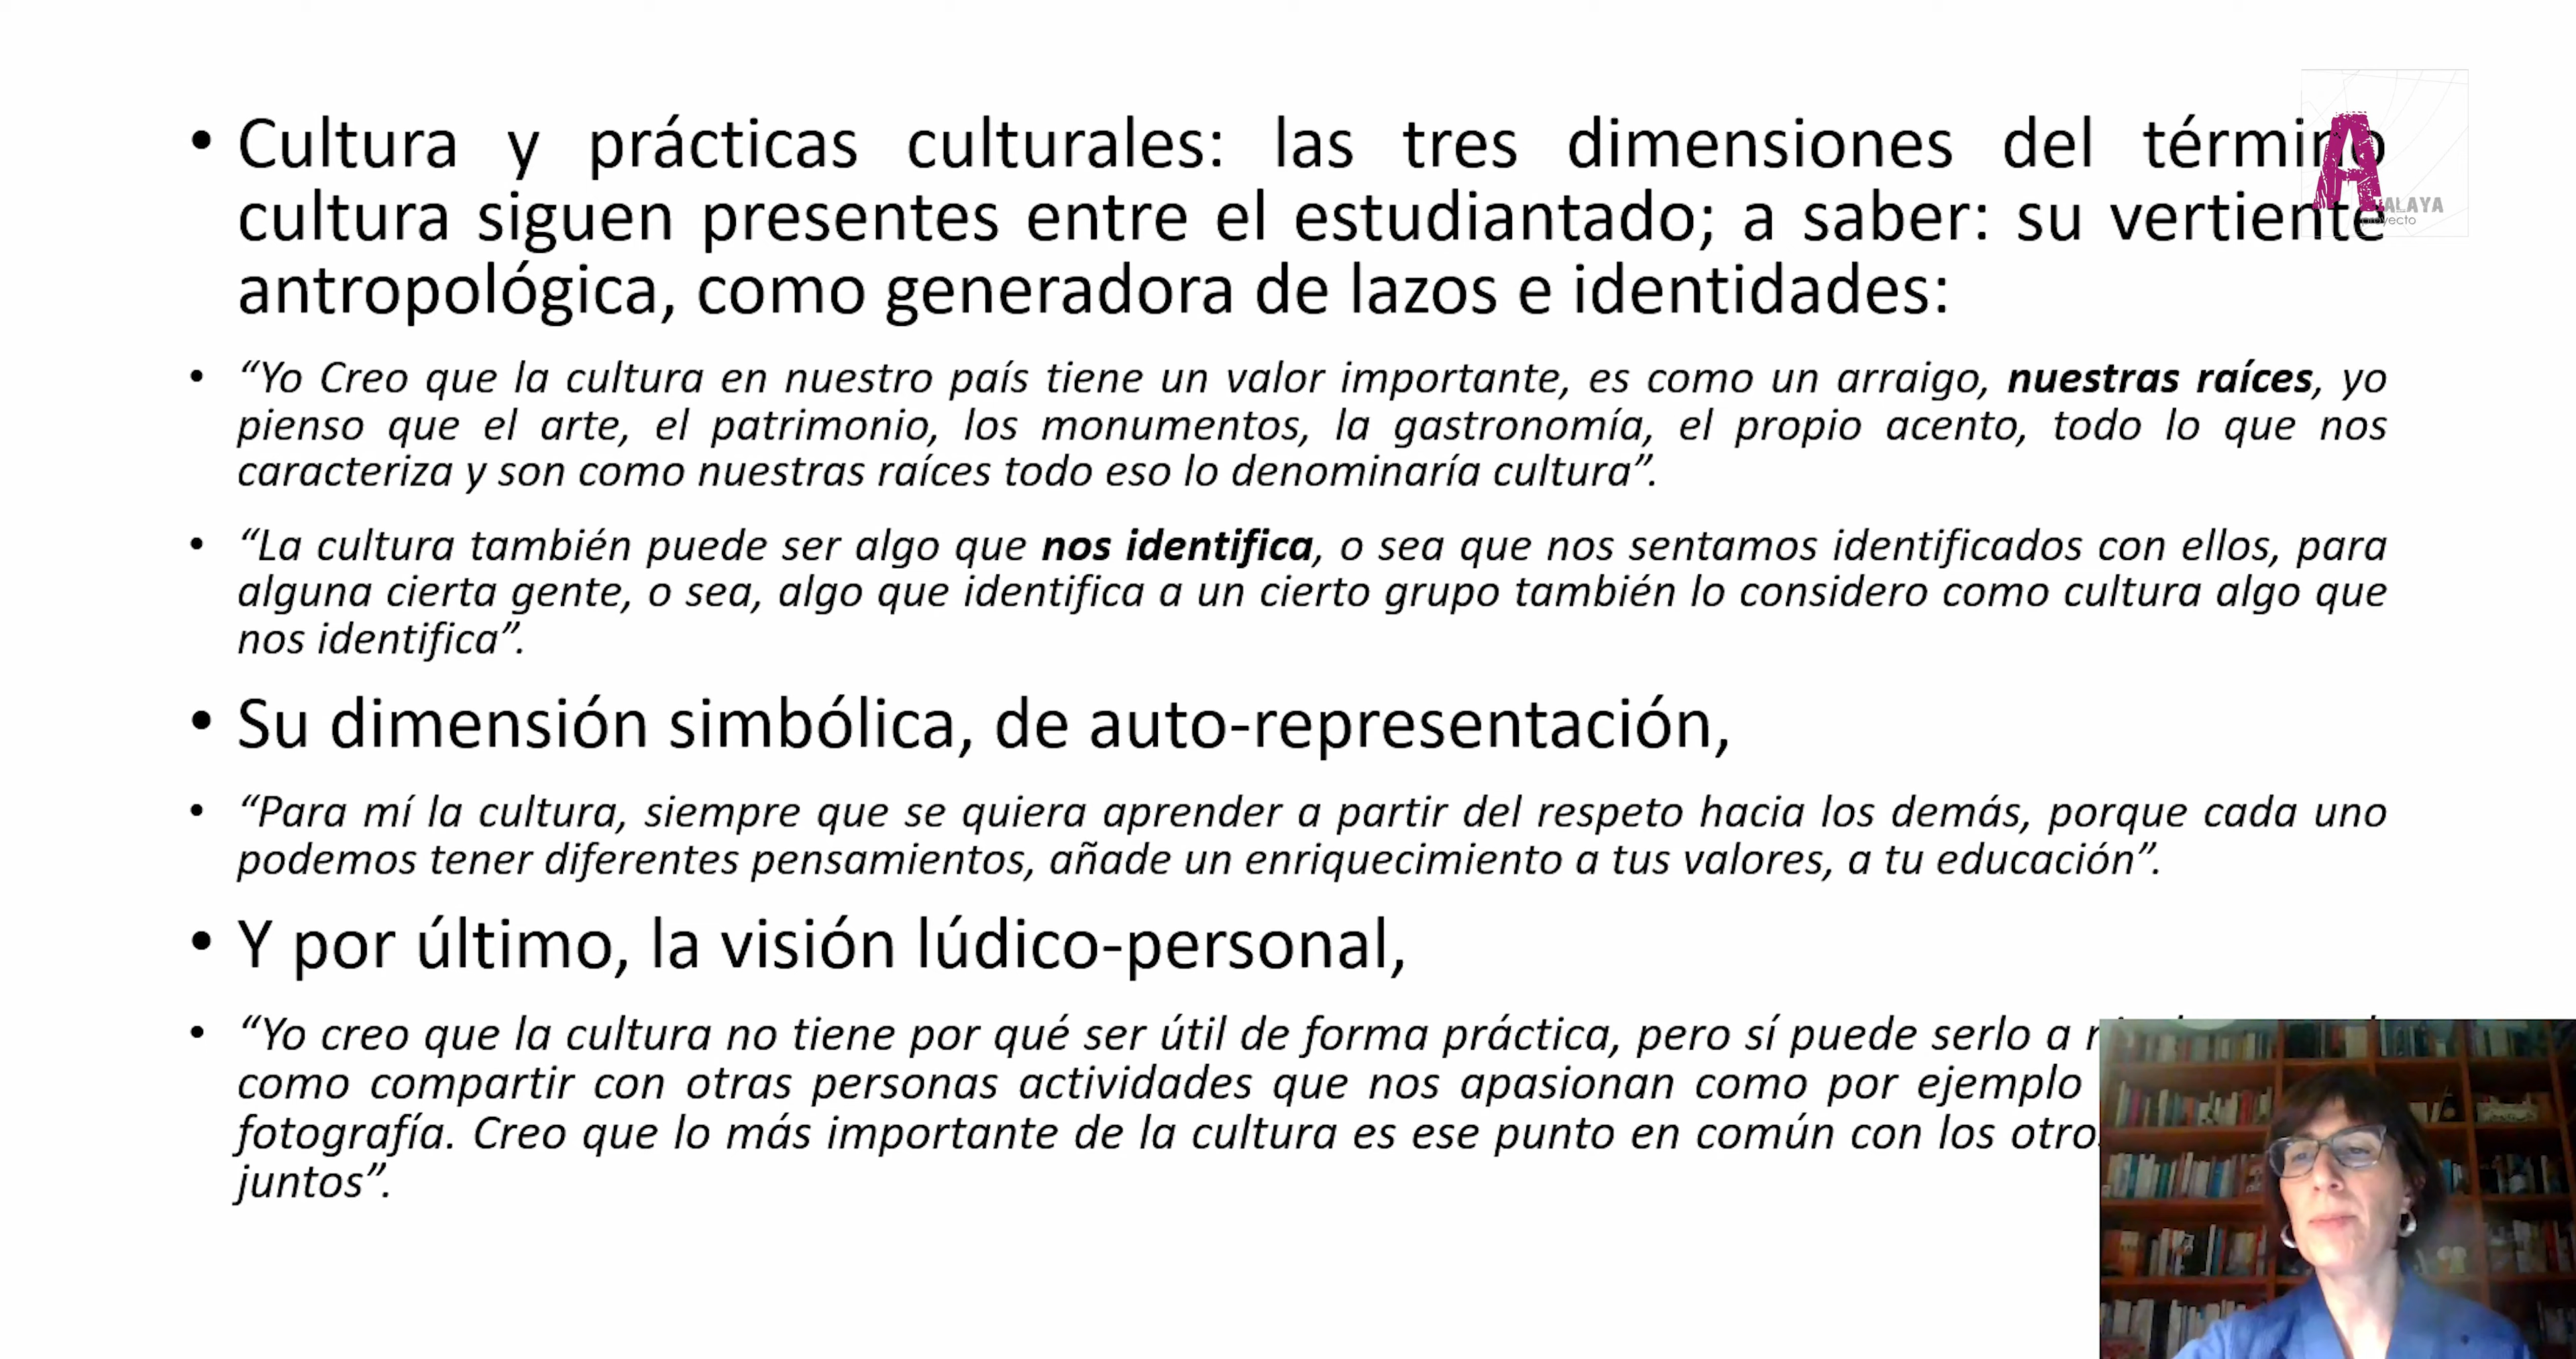 • Cultura y prácticas culturales: las tres dimensiones del término
cultura siguen presentes entre el estudiantado; a saber: su vertiente
antropológica, como generadora de lazos e identidades:
• “Yo Creo que la cultura en nuestro país tiene un valor importante, es como un arraigo, nuestras raíces, yo
pienso que el arte, el patrimonio, los monumentos, la gastronomía, el propio acento, todo lo que nos
caracteriza y son como nuestras raíces todo eso lo denominaría cultura”.
• “La cultura también puede ser algo que nos identifica, o sea que nos sentamos identificados con ellos, para
alguna cierta gente, o sea, algo que identifica a un cierto grupo también lo considero como cultura algo que
nos identifica”.
• Su dimensión simbólica, de auto-representación,
• “Para mí la cultura, siempre que se quiera aprender a partir del respeto hacia los demás, porque cada uno
podemos tener diferentes pensamientos, añade un enriquecimiento a tus valores, a tu educación”.
• Y por último, la visión lúdico-personal,
• “Yo creo que la cultura no tiene por qué ser útil de forma práctica, pero sí puede serlo a
como compartir con otras personas actividades que nos apasionan como por ejemplo
fotografía. Creo que lo más importante de la cultura es ese punto en común con los
juntos”.
A
proyecto